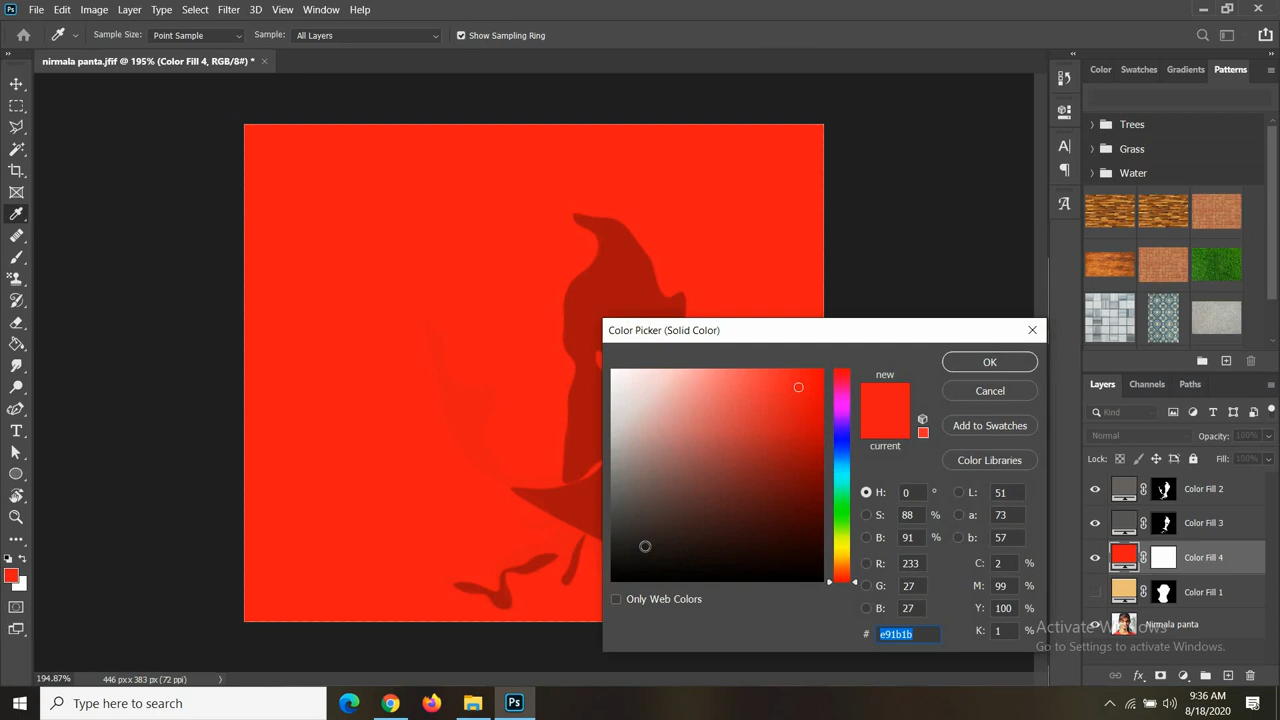 Ps File Edit Image Layer Type Select Filter 3D View Window Help
Sample Size: Point Sample Sample: All Layers Show Sampling Ring
nirmala panta.jfif @ 195% (Color Fill 4, RGB/8#) *
Color Swatches Gradients Patterns
Trees
Grass
Water
Color Picker (Solid Color)
new
current
OK
Cancel
Add to Swatches
Color Libraries
H: 0 ° L: 51
S: 88 % a: 73
B: 91 % b: 57
R: 233 C: 2 %
G: 27 M: 99 %
B: 27 Y: 100 %
# e91b1b K: 1 %
Only Web Colors
Layers Channels Paths
Kind
Normal Opacity: 100%
Lock: Fill: 100%
Color Fill 2
Color Fill 3
Color Fill 4
Color Fill 1
Nirmala panta
Activate Windows
Go to Settings to activate Windows.
194.87% 446 px x 383 px (72 ppi)
Type here to search
Ps
9:36 AM
8/18/2020